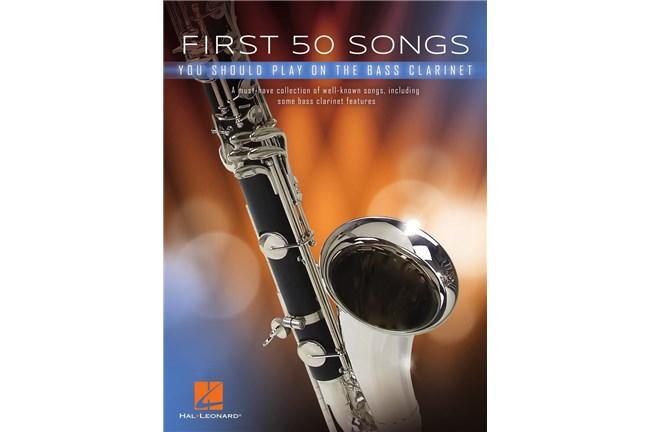 FIRST 50 SONGS
YOU SHOULD PLAY ON THE BASS CLARINET
A must-have collection of well-known songs, including
some bass clarinet features
HAL•LEONARD®